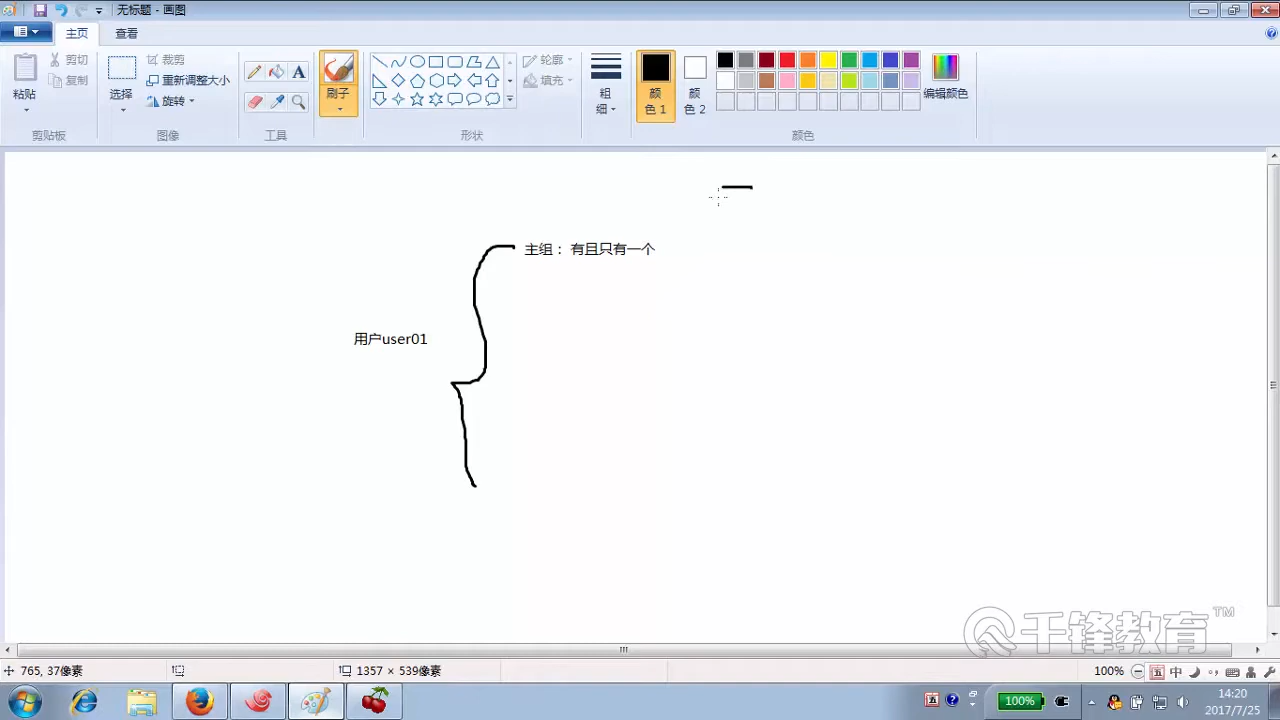 无标题 - 画图
主页
查看
粘贴
剪切
复制
剪贴板
选择
裁剪
重新调整大小
旋转
图像
A
工具
刷子
轮廓
填充
形状
粗
细
颜
色 1
颜
色 2
编辑颜色
颜色
主组： 有且只有一个
用户user01
千锋教育 TM
765, 37像素
1357 × 539像素
100%
五 中
五
100%
14:20
2017/7/25